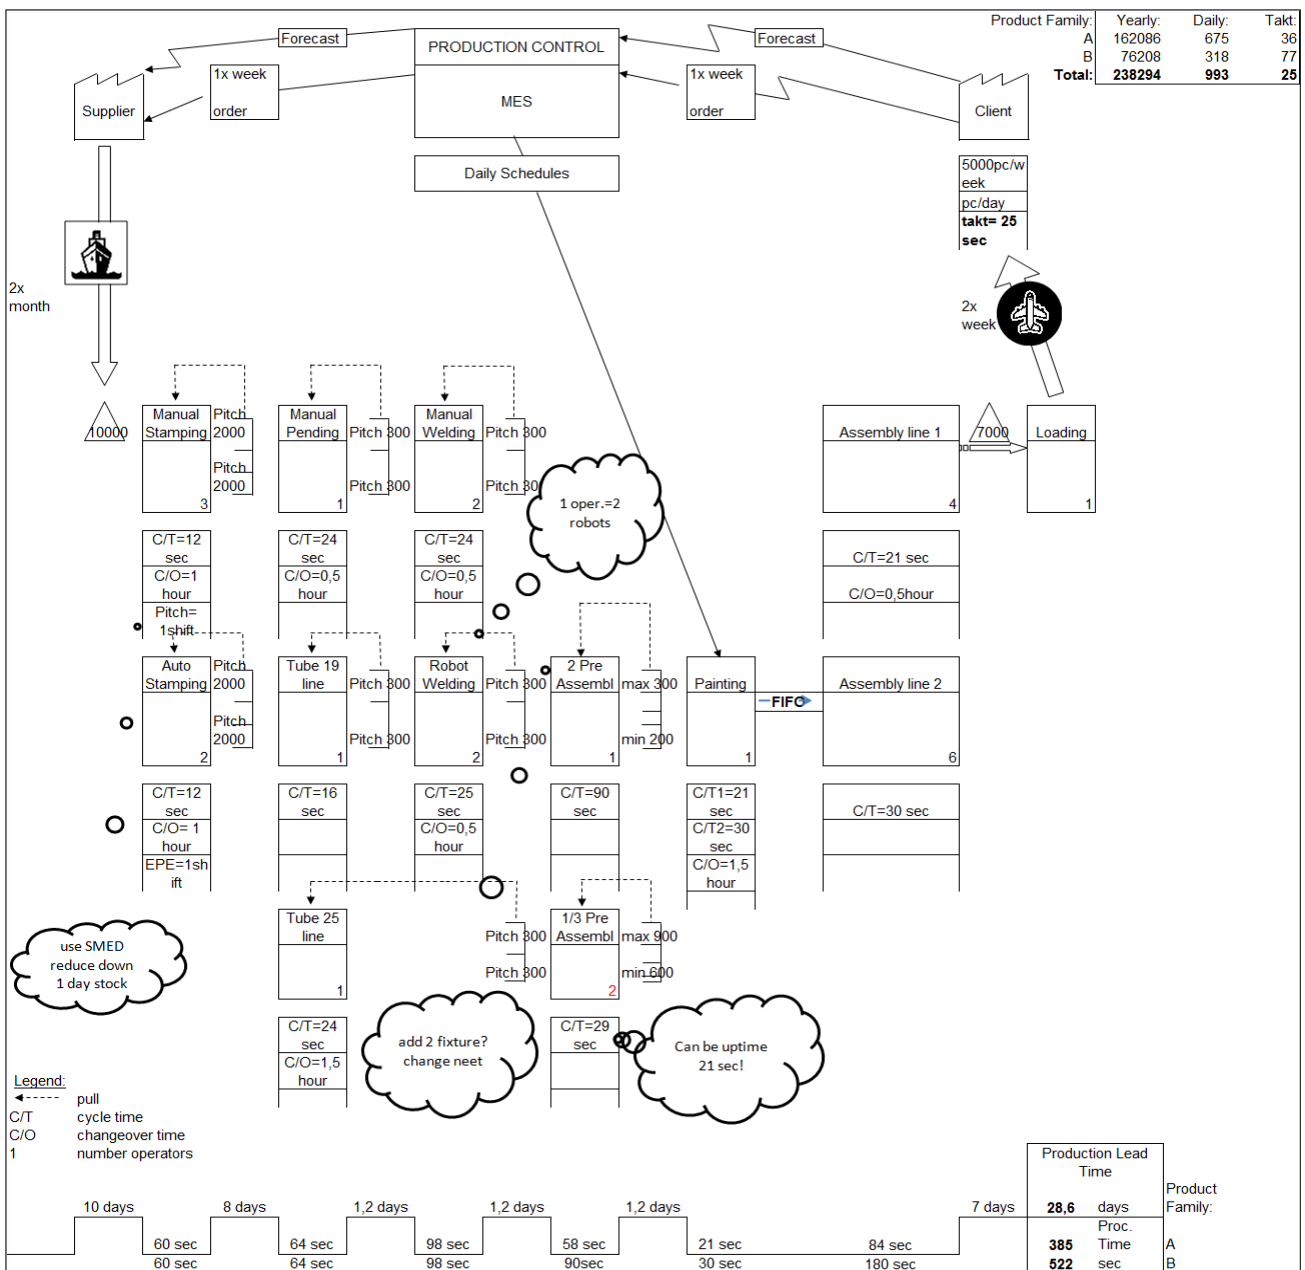 Product Family: Yearly: Daily: Takt:
A 162086 675 36
B 76208 318 77
Total: 238294 993 25
Forecast
PRODUCTION CONTROL
Forecast
1x week
order
MES
1x week
order
Supplier
Client
Daily Schedules
5000pc/w
eek
pc/day
takt= 25
sec
2x
month
2x
week
10000
Manual
Stamping
3
Pitch
2000
Pitch
2000
Manual
Pending
1
Pitch 300
Pitch 300
Manual
Welding
2
Pitch 300
Pitch 300
1 oper.=2
robots
Assembly line 1
4
7000
Loading
1
C/T=12
sec
C/O=1
hour
Pitch=
1shift
C/T=24
sec
C/O=0,5
hour
C/T=24
sec
C/O=0,5
hour
C/T=21 sec
C/O=0,5hour
Auto
Stamping
2
Pitch
2000
Pitch
2000
Tube 19
line
1
Pitch 300
Pitch 300
Robot
Welding
2
Pitch 300
Pitch 300
2 Pre
Assembl
1
max 300
min 200
Painting
1
FIFO
Assembly line 2
6
C/T=12
sec
C/O= 1
hour
EPE=1sh
ift
C/T=16
sec
C/T=25
sec
C/O=0,5
hour
C/T=90
sec
C/T1=21
sec
C/T2=30
sec
C/O=1,5
hour
C/T=30 sec
use SMED
reduce down
1 day stock
Tube 25
line
1
Pitch 300
Pitch 300
1/3 Pre
Assembl
2
max 900
min 600
C/T=24
sec
C/O=1,5
hour
add 2 fixture?
change neet
C/T=29
sec
Can be uptime
21 sec!
Legend:
pull
C/T cycle time
C/O changeover time
1 number operators
Production Lead
Time
10 days 8 days 1,2 days 1,2 days 1,2 days 7 days 28,6 days
Product
Family:
60 sec 64 sec 98 sec 58 sec 21 sec 84 sec 385
Proc.
Time
A
60 sec 64 sec 98 sec 90sec 30 sec 180 sec 522 sec B